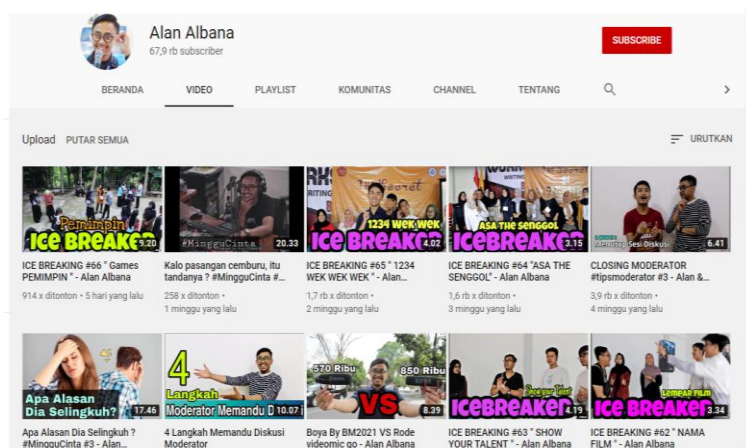 Alan Albana
67,9 rb subscriber
SUBSCRIBE
BERANDA VIDEO PLAYLIST KOMUNITAS CHANNEL TENTANG
Upload PUTAR SEMUA URUTKAN
Pemimpin
ICE BREAKER
9.20
#MingguCinta
20.33
1234 WEK WEK
ICE BREAKER
4.02
ASA THE SENGGOL
ICEBREAKER
3.15
Menutup Sesi Diskusi
6.41
ICE BREAKING #66 " Games
PEMIMPIN " - Alan Albana
914 x ditonton • 5 hari yang lalu
Kalo pasangan cemburu, itu
tandanya ? #MingguCinta #...
258 x ditonton •
1 minggu yang lalu
ICE BREAKING #65 " 1234
WEK WEK WEK " - Alan...
1,7 rb x ditonton •
2 minggu yang lalu
ICE BREAKING #64 "ASA THE
SENGGOL" - Alan Albana
1,6 rb x ditonton •
3 minggu yang lalu
CLOSING MODERATOR
#tipsmoderator #3 - Alan &...
3,9 rb x ditonton •
4 minggu yang lalu
Apa Alasan
Dia Selingkuh?
17.46
4
Langkah
Moderator Memandu D
10.07
570 Ribu
850 Ribu
VS
8.39
Show your Talent
ICEBREAKER
4.19
LEMPAR FILM
ICE BREAKER
3.34
Apa Alasan Dia Selingkuh ?
#MingguCinta #3 - Alan...
4 Langkah Memandu Diskusi
Moderator
Boya By BM2021 VS Rode
videomic go - Alan Albana
ICE BREAKING #63 " SHOW
YOUR TALENT " - Alan Albana
ICE BREAKING #62 " NAMA
FILM " - Alan Albana